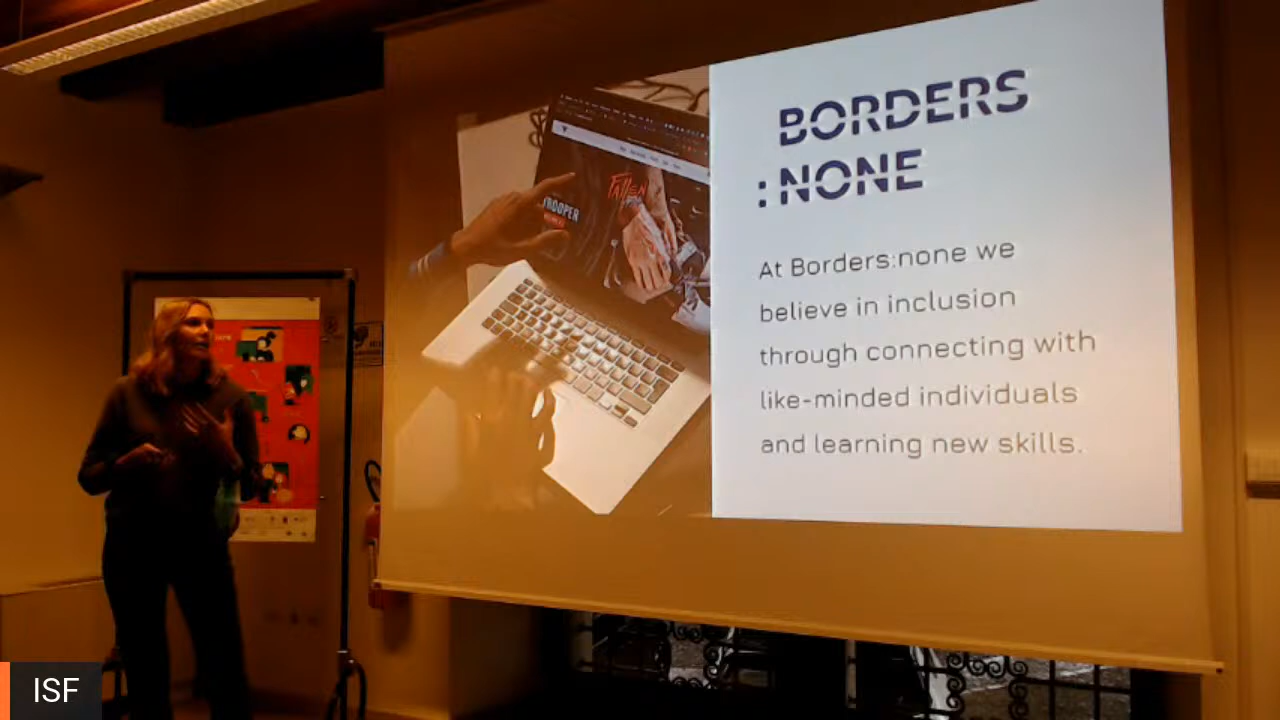 BORDERS
:NONE
At Borders:none we
believe in inclusion
through connecting with
like-minded individuals
and learning new skills.
TROOPER
FALLEN
ISF